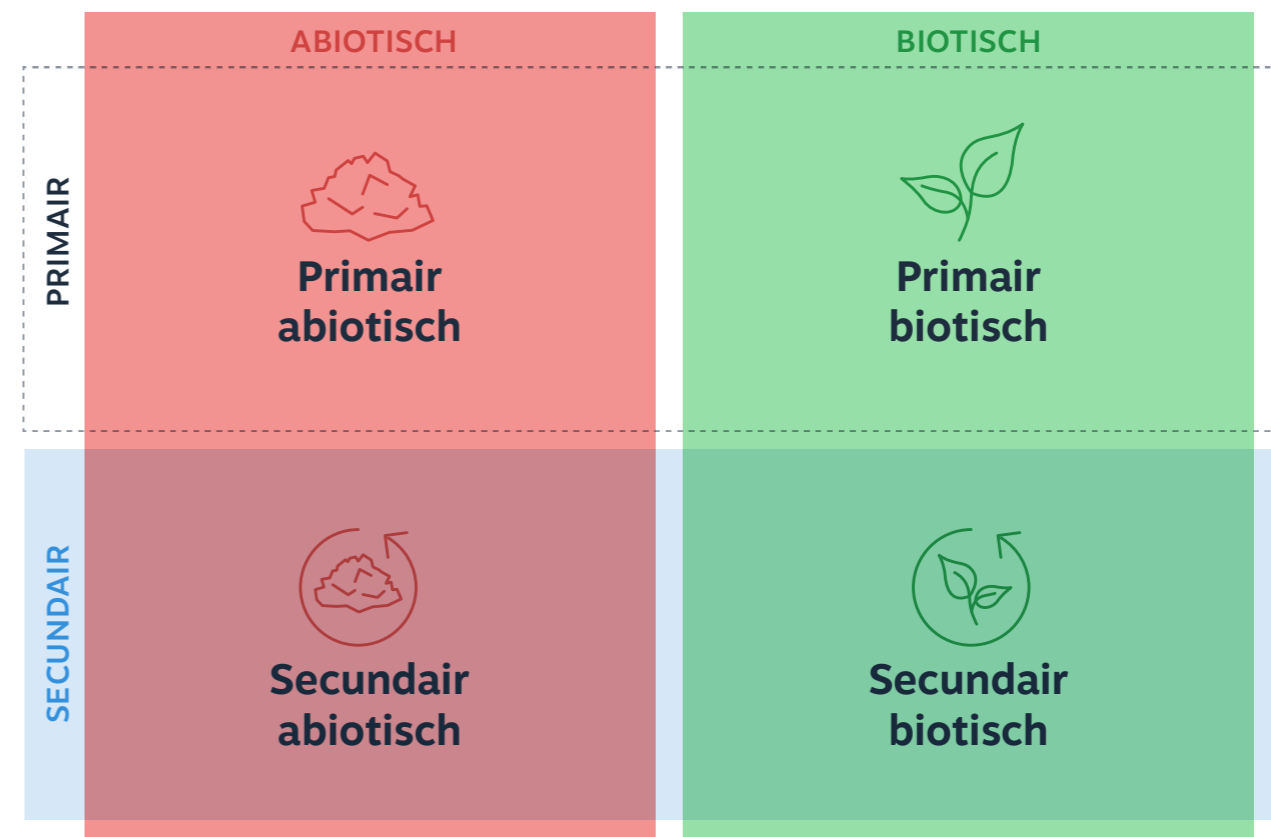 ABIOTISCH
BIOTISCH
PRIMAIR
Primair
abiotisch
Primair
biotisch
SECUNDAIR
Secundair
abiotisch
Secundair
biotisch